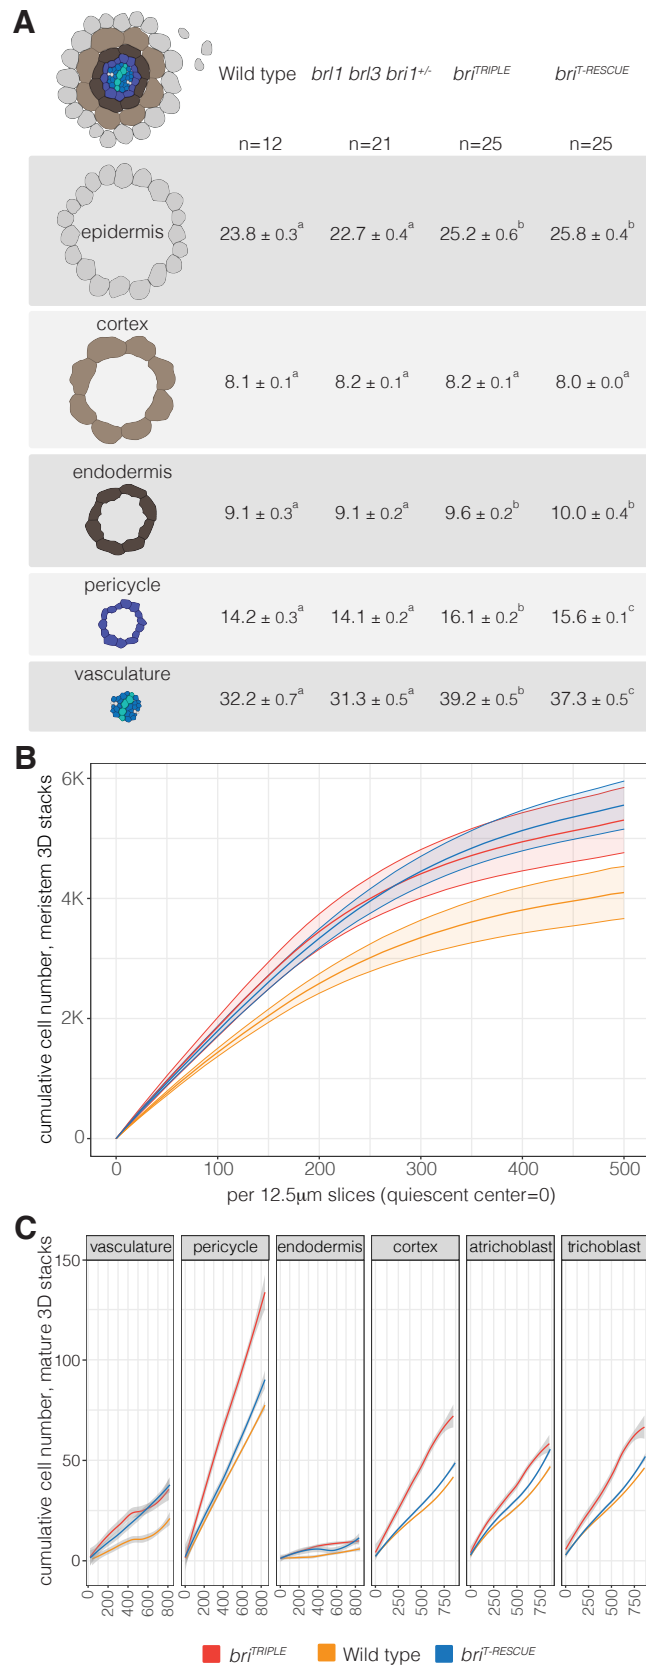 A
Wild type brl1 brl3 bri1+/- briTRIPLE briT-RESCUE
n=12 n=21 n=25 n=25
epidermis 23.8 ± 0.3a 22.7 ± 0.4a 25.2 ± 0.6b 25.8 ± 0.4b
cortex
8.1 ± 0.1a 8.2 ± 0.1a 8.2 ± 0.1a 8.0 ± 0.0a
endodermis
9.1 ± 0.3a 9.1 ± 0.2a 9.6 ± 0.2b 10.0 ± 0.4b
pericycle
14.2 ± 0.3a 14.1 ± 0.2a 16.1 ± 0.2b 15.6 ± 0.1c
vasculature
32.2 ± 0.7a 31.3 ± 0.5a 39.2 ± 0.5b 37.3 ± 0.5c
B
cumulative cell number, meristem 3D stacks
6K
4K
2K
0
0 100 200 300 400 500
per 12.5μm slices (quiescent center=0)
C
cumulative cell number, mature 3D stacks
vasculature pericycle endodermis cortex atrichoblast trichoblast
150
100
50
0
0 200 400 600 800 0 200 400 600 800 0 200 400 600 800 0 250 500 750 0 250 500 750 0 250 500 750
briTRIPLE Wild type briT-RESCUE